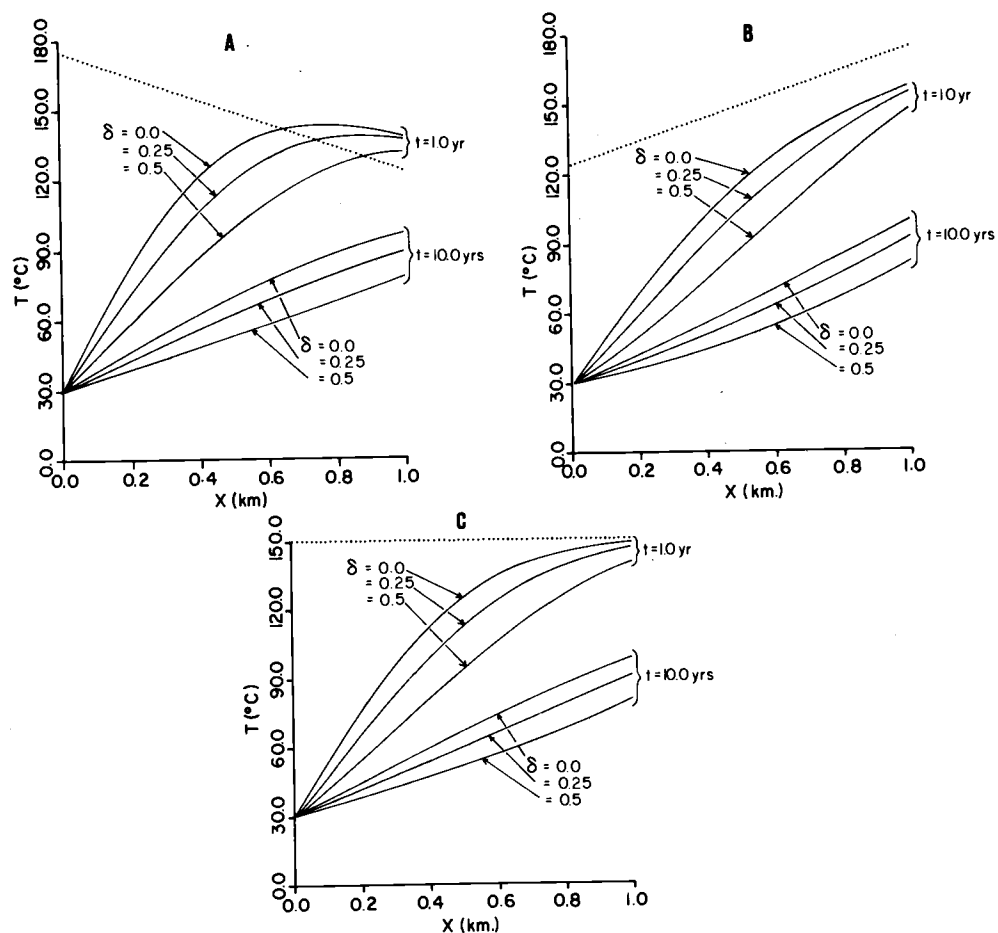 A
T (°C)
180.0
150.0
120.0
90.0
60.0
30.0
0.0
δ = 0.0
= 0.25
= 0.5
t = 1.0 yr
t = 10.0 yrs
δ = 0.0
= 0.25
= 0.5
0.0 0.2 0.4 0.6 0.8 1.0
X (km)
B
T (°C)
180.0
150.0
120.0
90.0
60.0
30.0
0.0
δ = 0.0
= 0.25
= 0.5
t = 1.0 yr
t = 10.0 yrs
δ = 0.0
= 0.25
= 0.5
0.0 0.2 0.4 0.6 0.8 1.0
X (km.)
C
T (°C)
150.0
120.0
90.0
60.0
30.0
0.0
δ = 0.0
= 0.25
= 0.5
t = 1.0 yr
t = 10.0 yrs
δ = 0.0
= 0.25
= 0.5
0.0 0.2 0.4 0.6 0.8 1.0
X (km.)